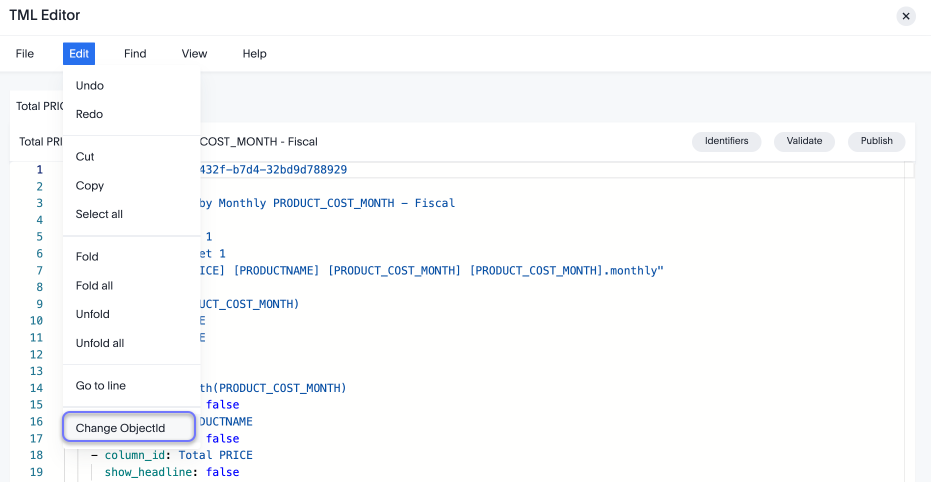 TML Editor
File Edit Find View Help
Undo
Redo
Cut
Copy
Select all
Fold
Fold all
Unfold
Unfold all
Go to line
Change ObjectId
Total PRIC
Total PRI COST_MONTH - Fiscal Identifiers Validate Publish
1 432f-b7d4-32bd9d788929
2
3 by Monthly PRODUCT_COST_MONTH - Fiscal
4
5 1
6 et 1
7 ICE] [PRODUCTNAME] [PRODUCT_COST_MONTH] [PRODUCT_COST_MONTH].monthly"
8
9 UCT_COST_MONTH)
10 E
11 E
12
13
14 th(PRODUCT_COST_MONTH)
15 false
16 DUCTNAME
17 false
18 - column_id: Total PRICE
19 show_headline: false